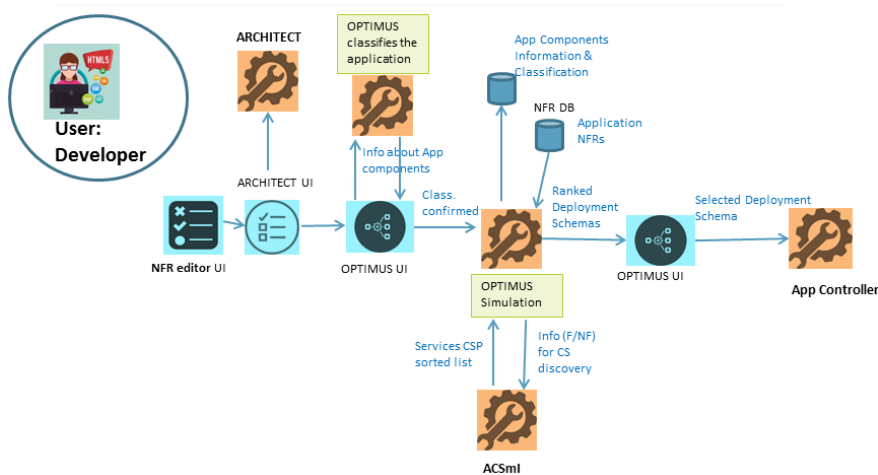 HTML5
User:
Developer
ARCHITECT
OPTIMUS
classifies the
application
App Components
Information &
Classification
NFR DB
Application
NFRs
Info about App
components
ARCHITECT UI
Class.
confirmed
Ranked
Deployment
Schemas
Selected Deployment
Schema
NFR editor UI
OPTIMUS UI
OPTIMUS UI
App Controller
OPTIMUS
Simulation
Services CSP
sorted list
Info (F/NF)
for CS
discovery
ACSmI